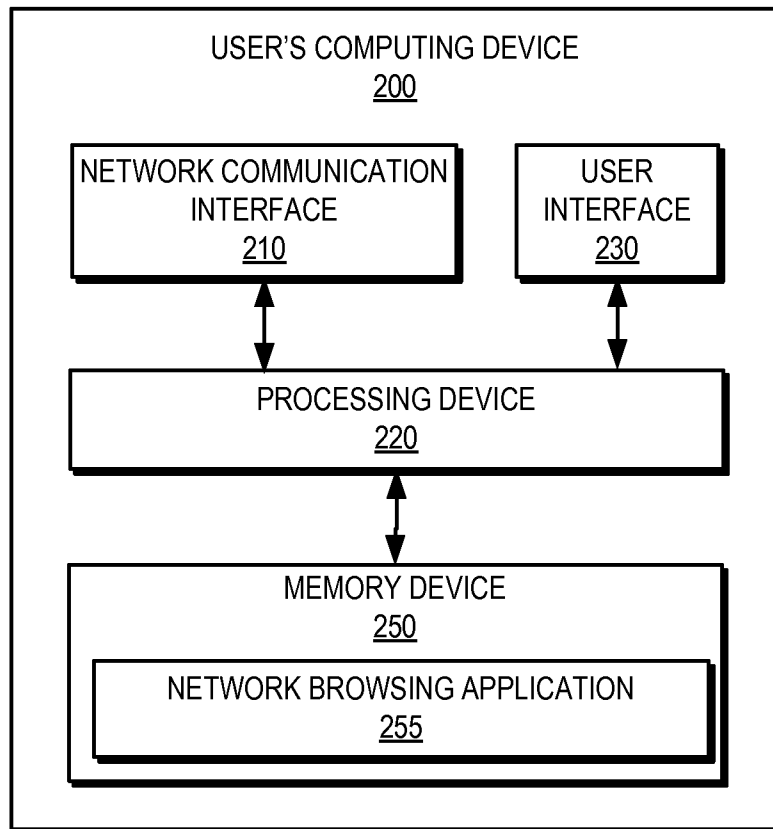 USER'S COMPUTING DEVICE
200
NETWORK COMMUNICATION
INTERFACE
210
USER
INTERFACE
230
PROCESSING DEVICE
220
MEMORY DEVICE
250
NETWORK BROWSING APPLICATION
255